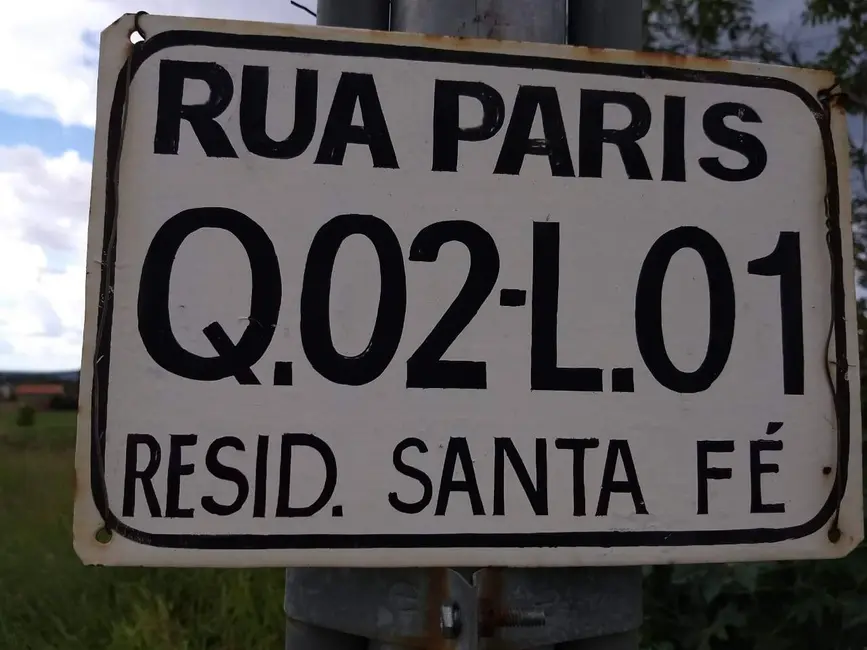 RUA PARIS
Q.02-L.01
RESID. SANTA FÉ